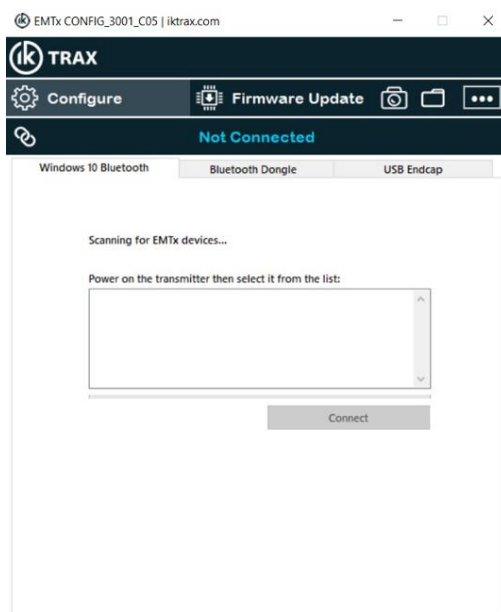 EMTx CONFIG_3001_C05 | iktrax.com
ik TRAX
Configure Firmware Update
Not Connected
Windows 10 Bluetooth Bluetooth Dongle USB Endcap
Scanning for EMTx devices...
Power on the transmitter then select it from the list:
Connect